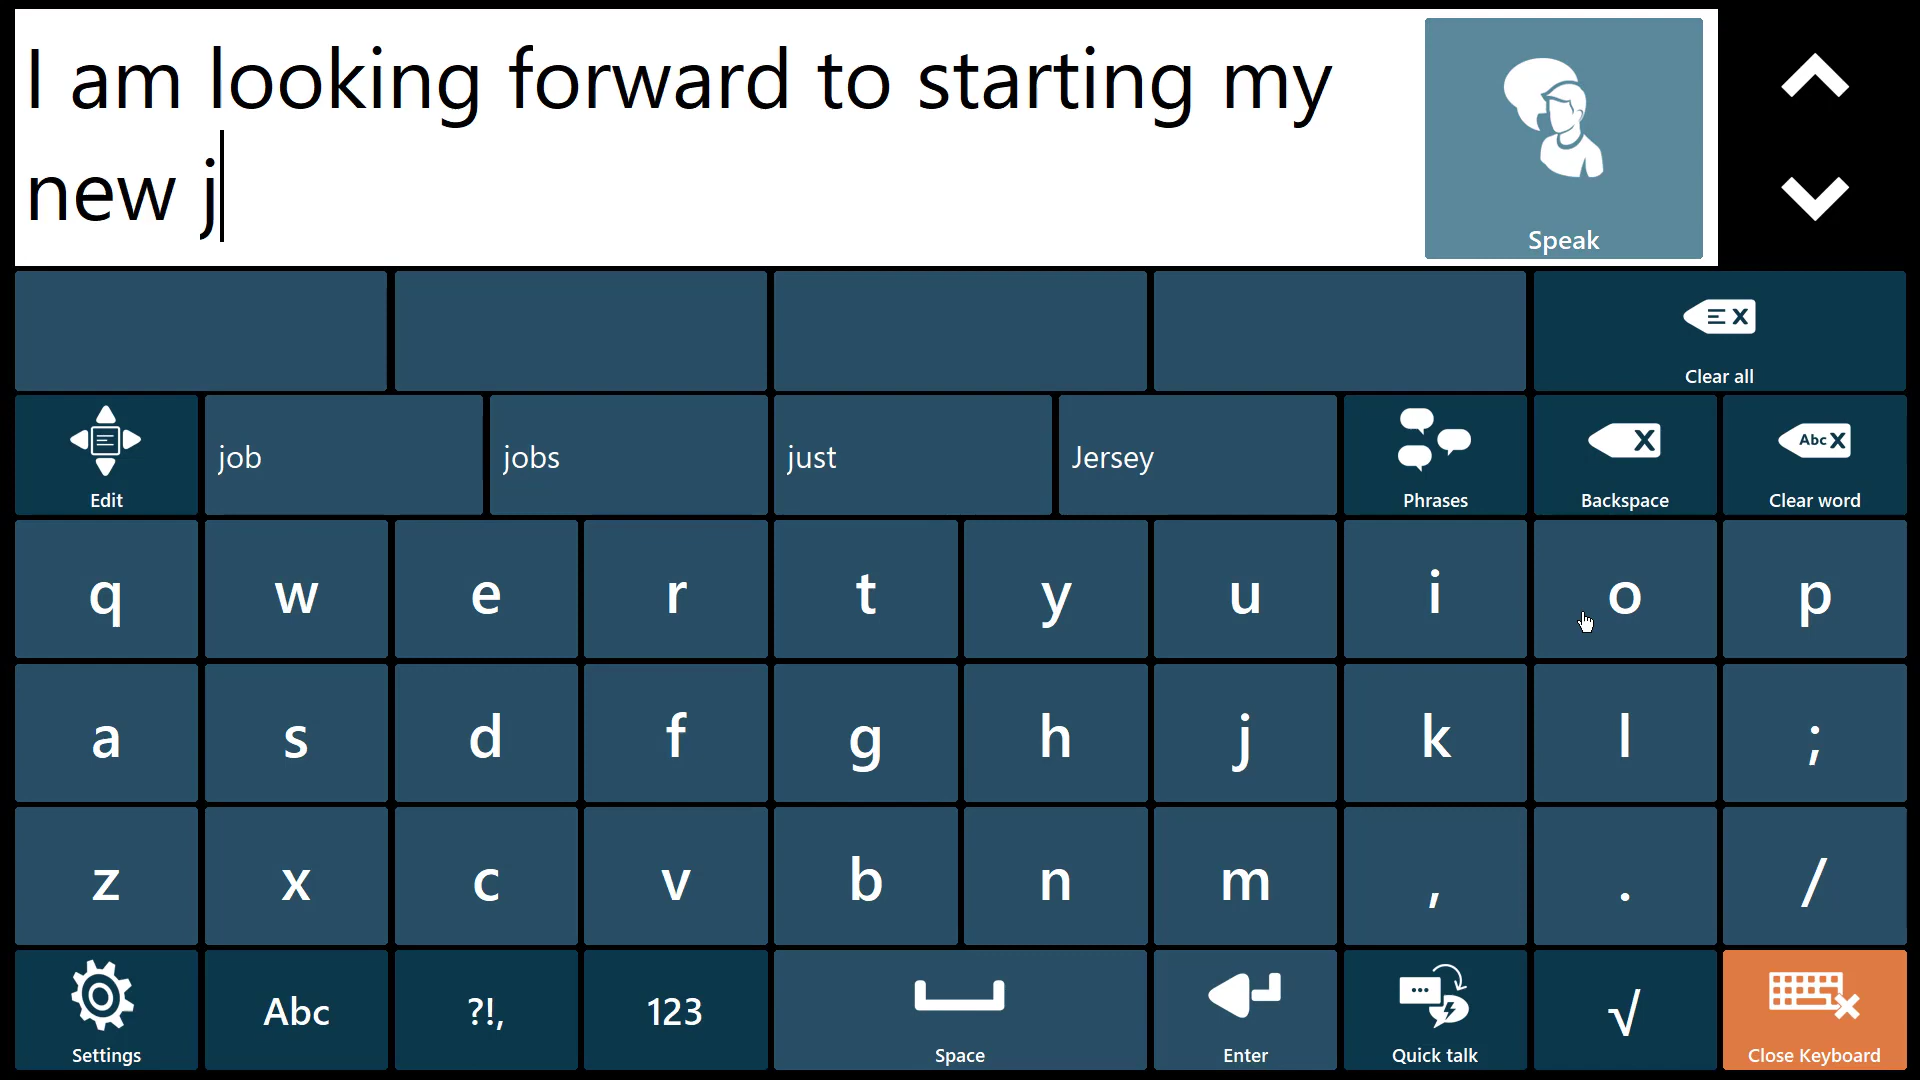 I am looking forward to starting my
new j
Speak
Clear all
Edit
job
jobs
just
Jersey
Phrases
X
Backspace
Abc X
Clear word
q w e r t y u i o p
a s d f g h j k l ;
z x c v b n m , . /
Settings
Abc
?!,
123
Space
Enter
Quick talk
√
Close Keyboard